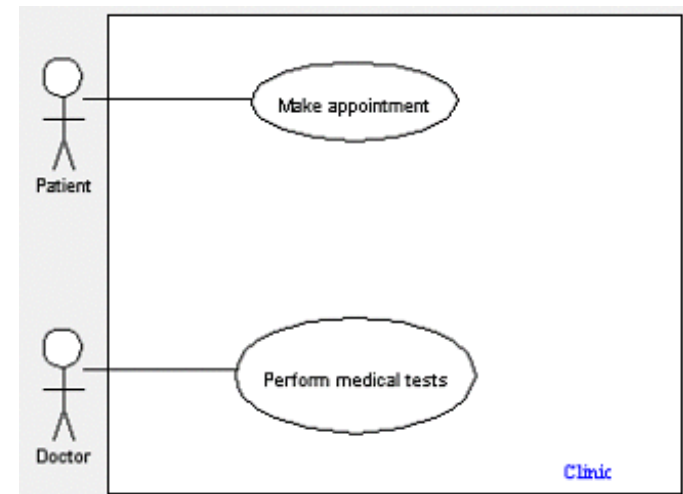 Make appointment
Patient
Perform medical tests
Doctor
Clinic